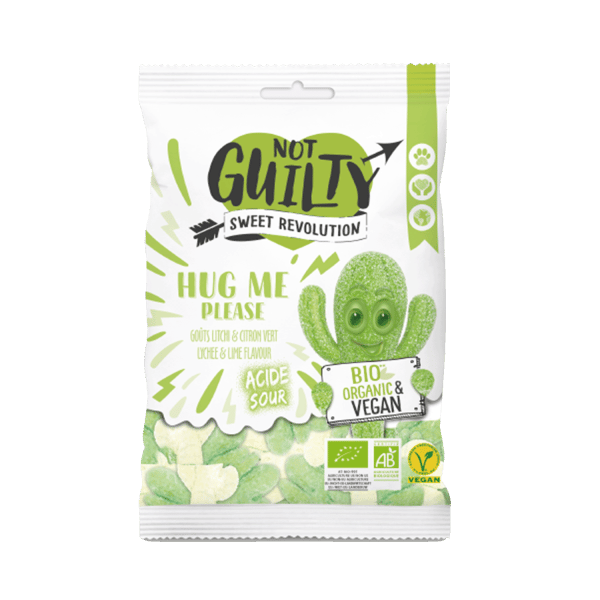 NOT
GUILTY
SWEET REVOLUTION
HUG ME
PLEASE
GOÛTS LITCHI & CITRON VERT
LYCHEE & LIME FLAVOUR
ACIDE
SOUR
BIO
ORGANIC &
VEGAN
AB
VEGAN